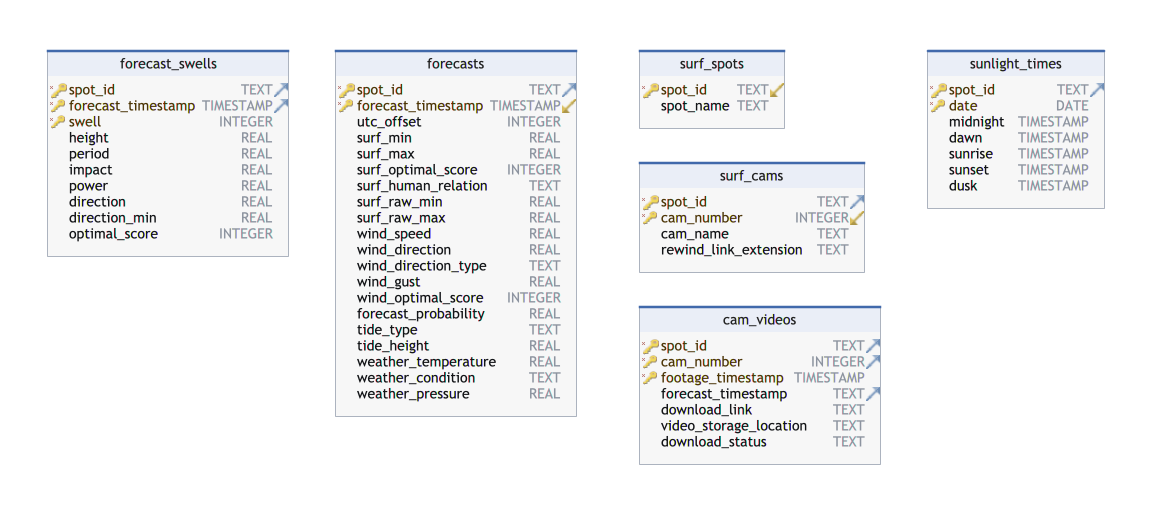 forecast_swells
spot_id TEXT
forecast_timestamp TIMESTAMP
swell INTEGER
height REAL
period REAL
impact REAL
power REAL
direction REAL
direction_min REAL
optimal_score INTEGER
forecasts
spot_id TEXT
forecast_timestamp TIMESTAMP
utc_offset INTEGER
surf_min REAL
surf_max REAL
surf_optimal_score INTEGER
surf_human_relation TEXT
surf_raw_min REAL
surf_raw_max REAL
wind_speed REAL
wind_direction REAL
wind_direction_type TEXT
wind_gust REAL
wind_optimal_score INTEGER
forecast_probability REAL
tide_type TEXT
tide_height REAL
weather_temperature REAL
weather_condition TEXT
weather_pressure REAL
surf_spots
spot_id TEXT
spot_name TEXT
surf_cams
spot_id TEXT
cam_number INTEGER
cam_name TEXT
rewind_link_extension TEXT
cam_videos
spot_id TEXT
cam_number INTEGER
footage_timestamp TIMESTAMP
forecast_timestamp TEXT
download_link TEXT
video_storage_location TEXT
download_status TEXT
sunlight_times
spot_id TEXT
date DATE
midnight TIMESTAMP
dawn TIMESTAMP
sunrise TIMESTAMP
sunset TIMESTAMP
dusk TIMESTAMP